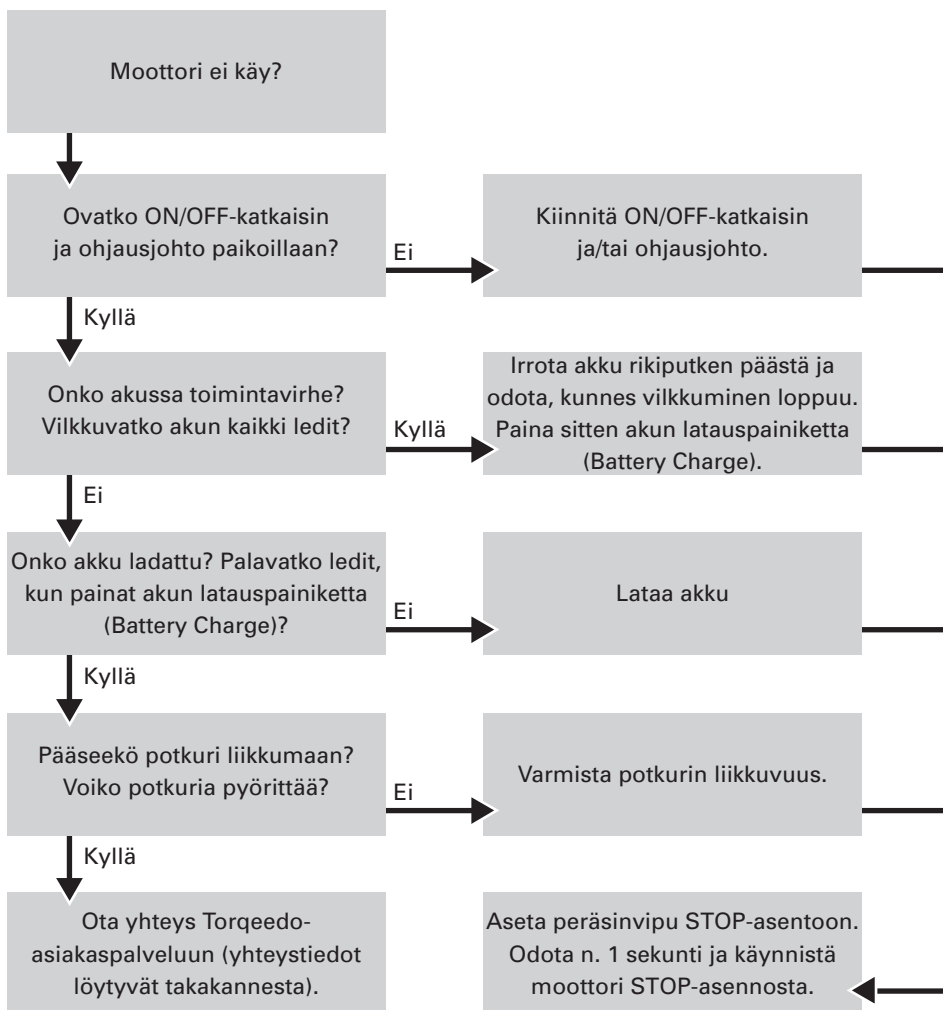 Moottori ei käy?
Ovatko ON/OFF-katkaisin
ja ohjausjohto paikoillaan?
Ei
Kiinnitä ON/OFF-katkaisin
ja/tai ohjausjohto.
Kyllä
Onko akussa toimintavirhe?
Vilkkuvatko akun kaikki ledit?
Kyllä
Irrota akku rikiputken päästä ja
odota, kunnes vilkkuminen loppuu.
Paina sitten akun latauspainiketta
(Battery Charge).
Ei
Onko akku ladattu? Palavatko ledit,
kun painat akun latauspainiketta
(Battery Charge)?
Ei
Lataa akku
Kyllä
Pääseekö potkuri liikkumaan?
Voiko potkuria pyörittää?
Ei
Varmista potkurin liikkuvuus.
Kyllä
Ota yhteys Torqeedo-
asiakaspalveluun (yhteystiedot
löytyvät takakannesta).
Aseta peräsinvipu STOP-asentoon.
Odota n. 1 sekunti ja käynnistä
moottori STOP-asennosta.